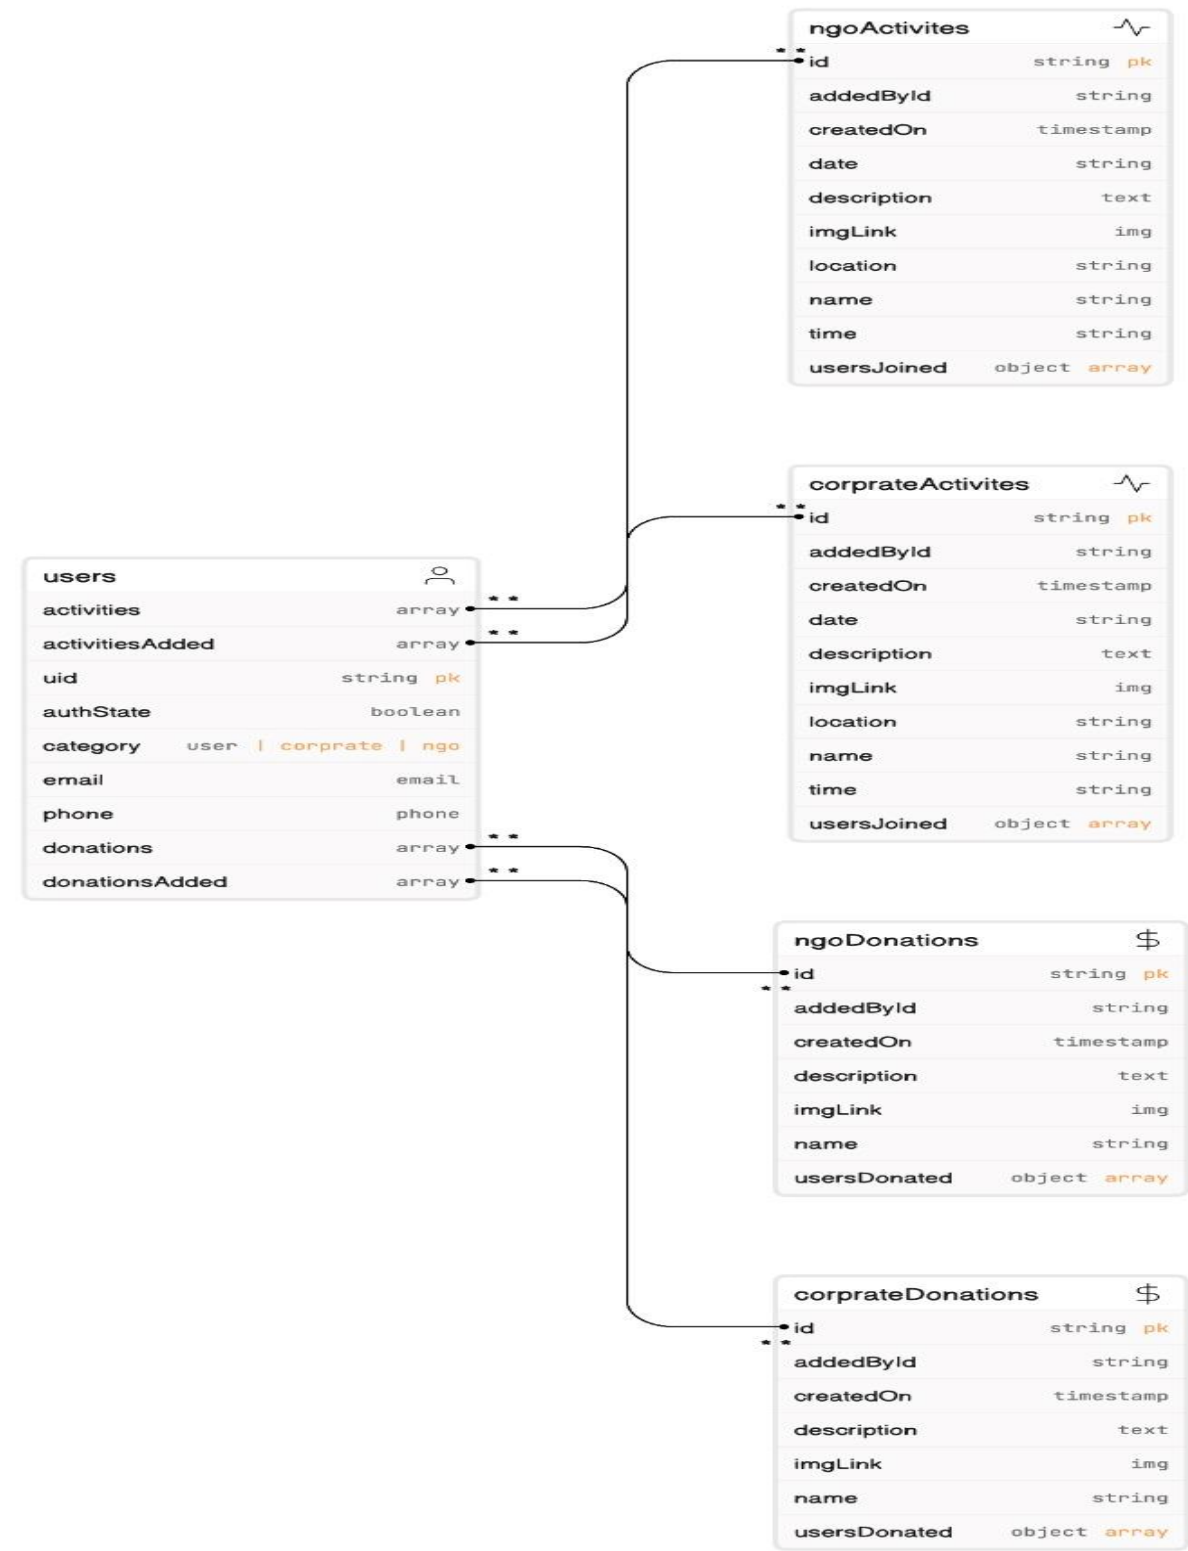 ngoActivites
* *
id string pk
addedById string
createdOn timestamp
date string
description text
imgLink img
location string
name string
time string
usersJoined object array
corprateActivites
* *
id string pk
addedById string
createdOn timestamp
date string
description text
imgLink img
location string
name string
time string
usersJoined object array
users
activities array * *
activitiesAdded array * *
uid string pk
authState boolean
category user | corprate | ngo
email email
phone phone
donations array * *
donationsAdded array * *
ngoDonations $
id string pk
* *
addedById string
createdOn timestamp
description text
imgLink img
name string
usersDonated object array
corprateDonations $
id string pk
* *
addedById string
createdOn timestamp
description text
imgLink img
name string
usersDonated object array